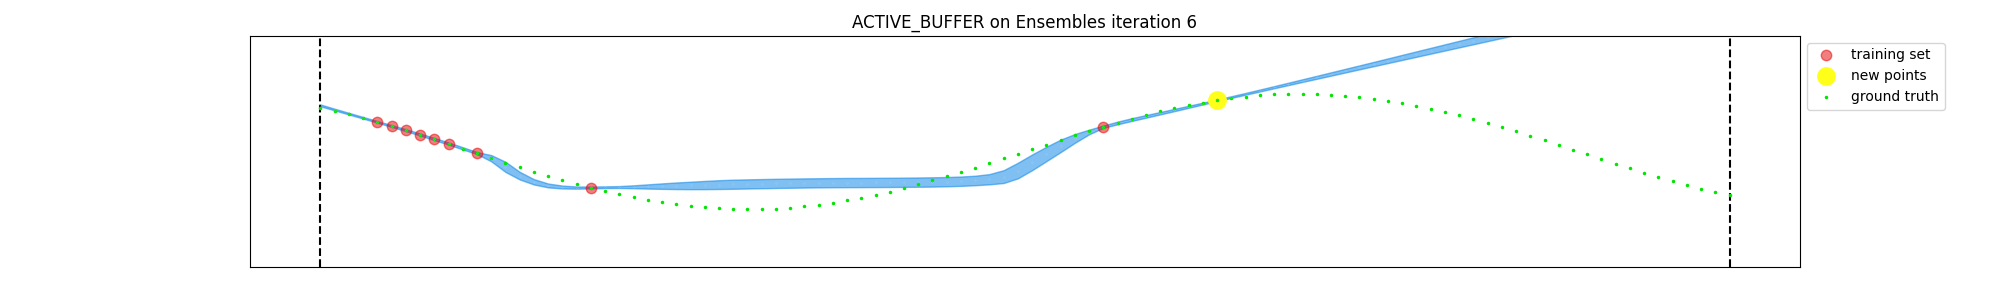 ACTIVE_BUFFER on Ensembles iteration 6
training set
new points
ground truth